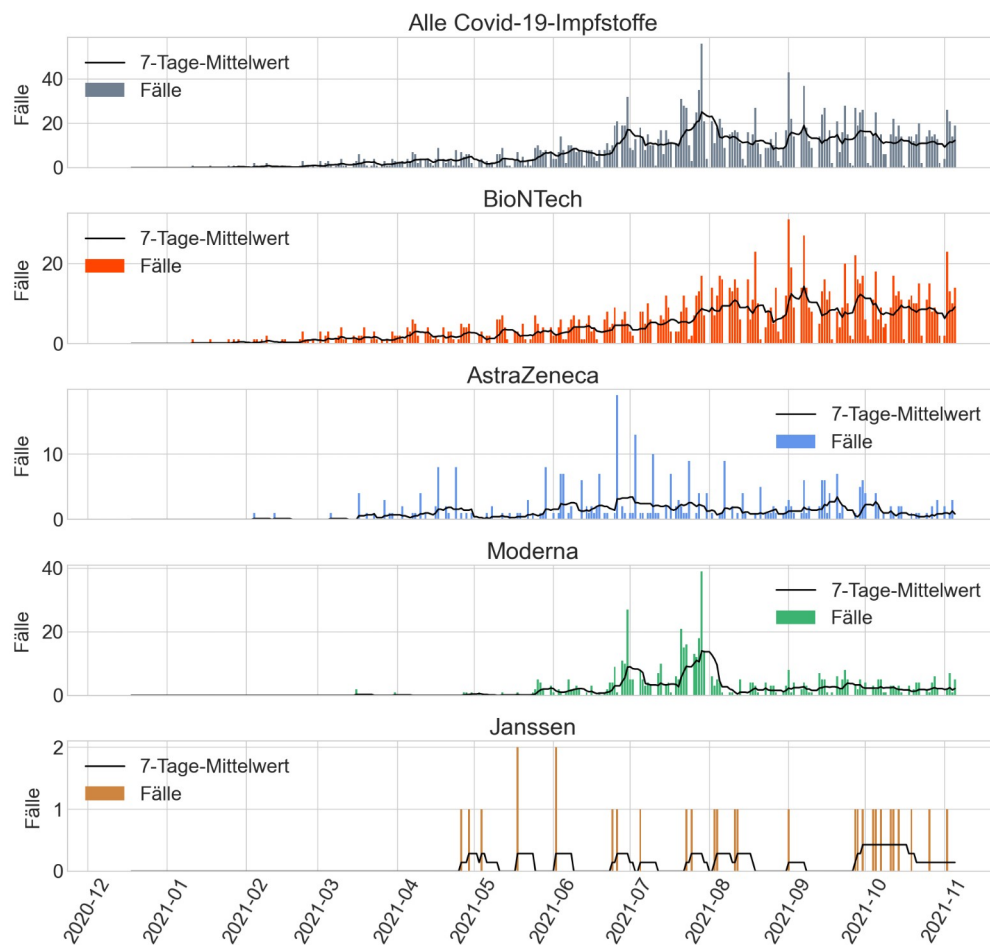 Alle Covid-19-Impfstoffe
Fälle
40
20
0
7-Tage-Mittelwert
Fälle
BioNTech
Fälle
20
0
7-Tage-Mittelwert
Fälle
AstraZeneca
Fälle
10
0
7-Tage-Mittelwert
Fälle
Moderna
Fälle
40
20
0
7-Tage-Mittelwert
Fälle
Janssen
Fälle
2
1
0
7-Tage-Mittelwert
Fälle
2020-12
2021-01
2021-02
2021-03
2021-04
2021-05
2021-06
2021-07
2021-08
2021-09
2021-10
2021-11